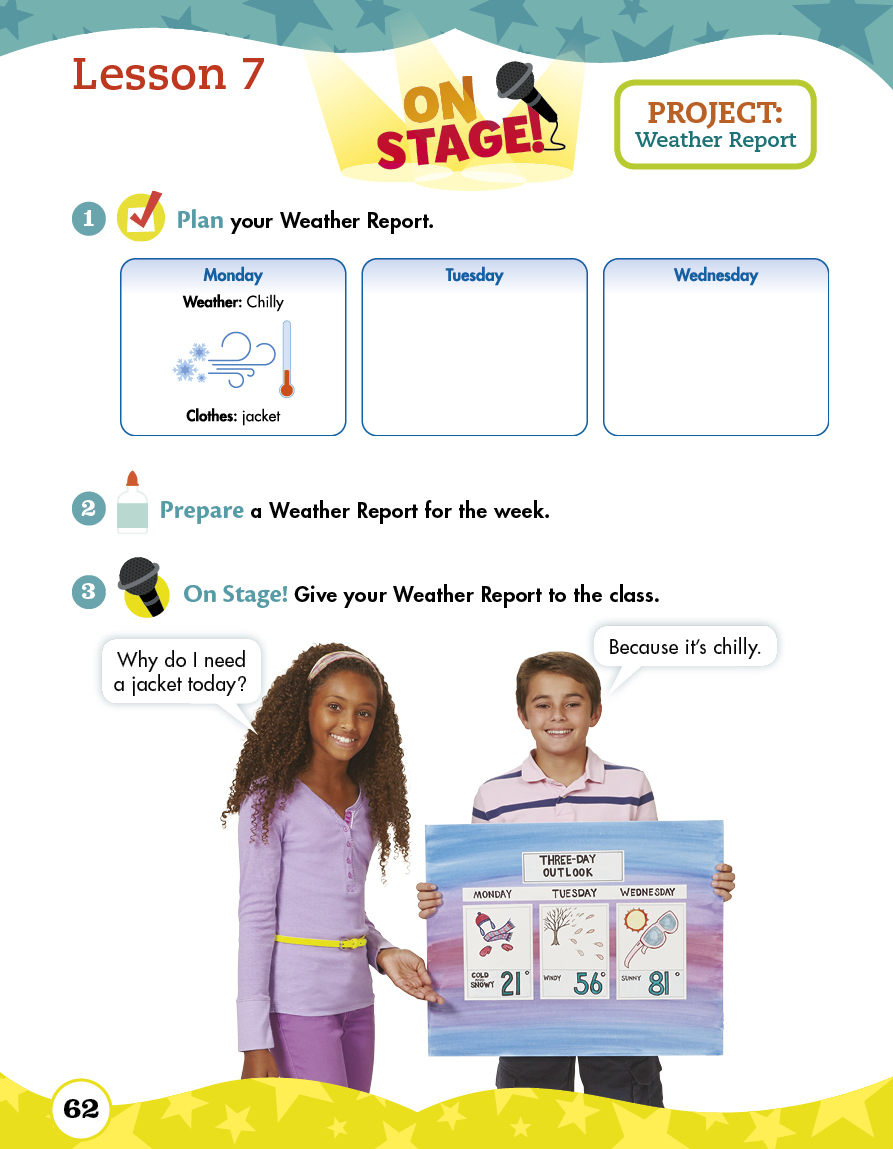 Lesson 7
ON
STAGE!
PROJECT:
Weather Report
1 Plan your Weather Report.
Monday
Weather: Chilly
Clothes: jacket
Tuesday
Wednesday
2 Prepare a Weather Report for the week.
3 On Stage! Give your Weather Report to the class.
Why do I need
a jacket today?
Because it's chilly.
THREE-DAY
OUTLOOK
MONDAY TUESDAY WEDNESDAY
COLD
AND
SNOWY 21°
WINDY 56°
SUNNY 81°
62